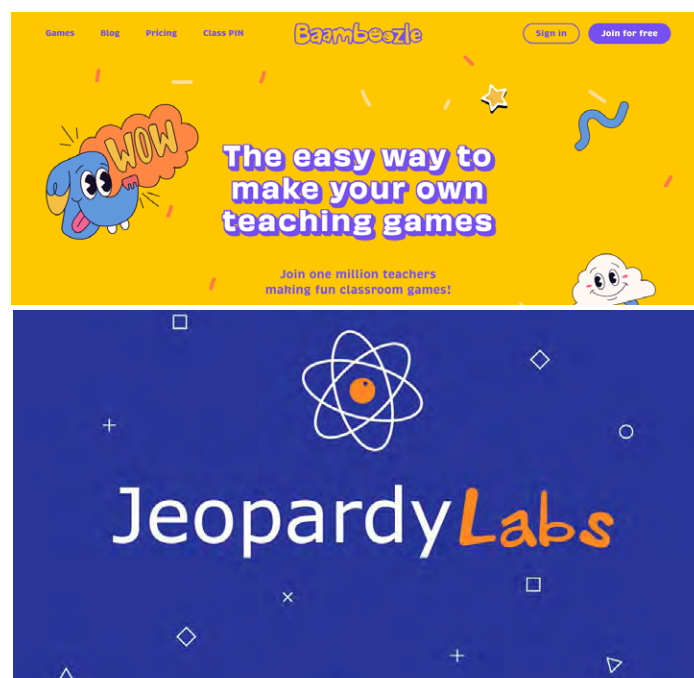 Games Blog Pricing Class PIN Baamboozle Sign in Join for free
WOW
The easy way to
make your own
teaching games
Join one million teachers
making fun classroom games!
JeopardyLabs